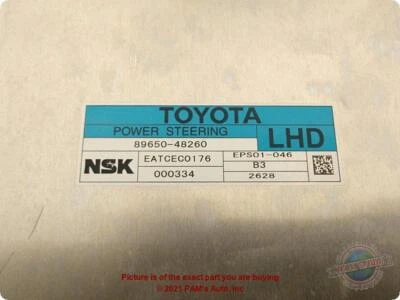 TOYOTA
POWER STEERING
LHD
89650-48260
NSK
EATCEC0176
EPS01-046
B3
000334
2628
Picture is of the exact part you are buying
© 2021 PAM's Auto, Inc